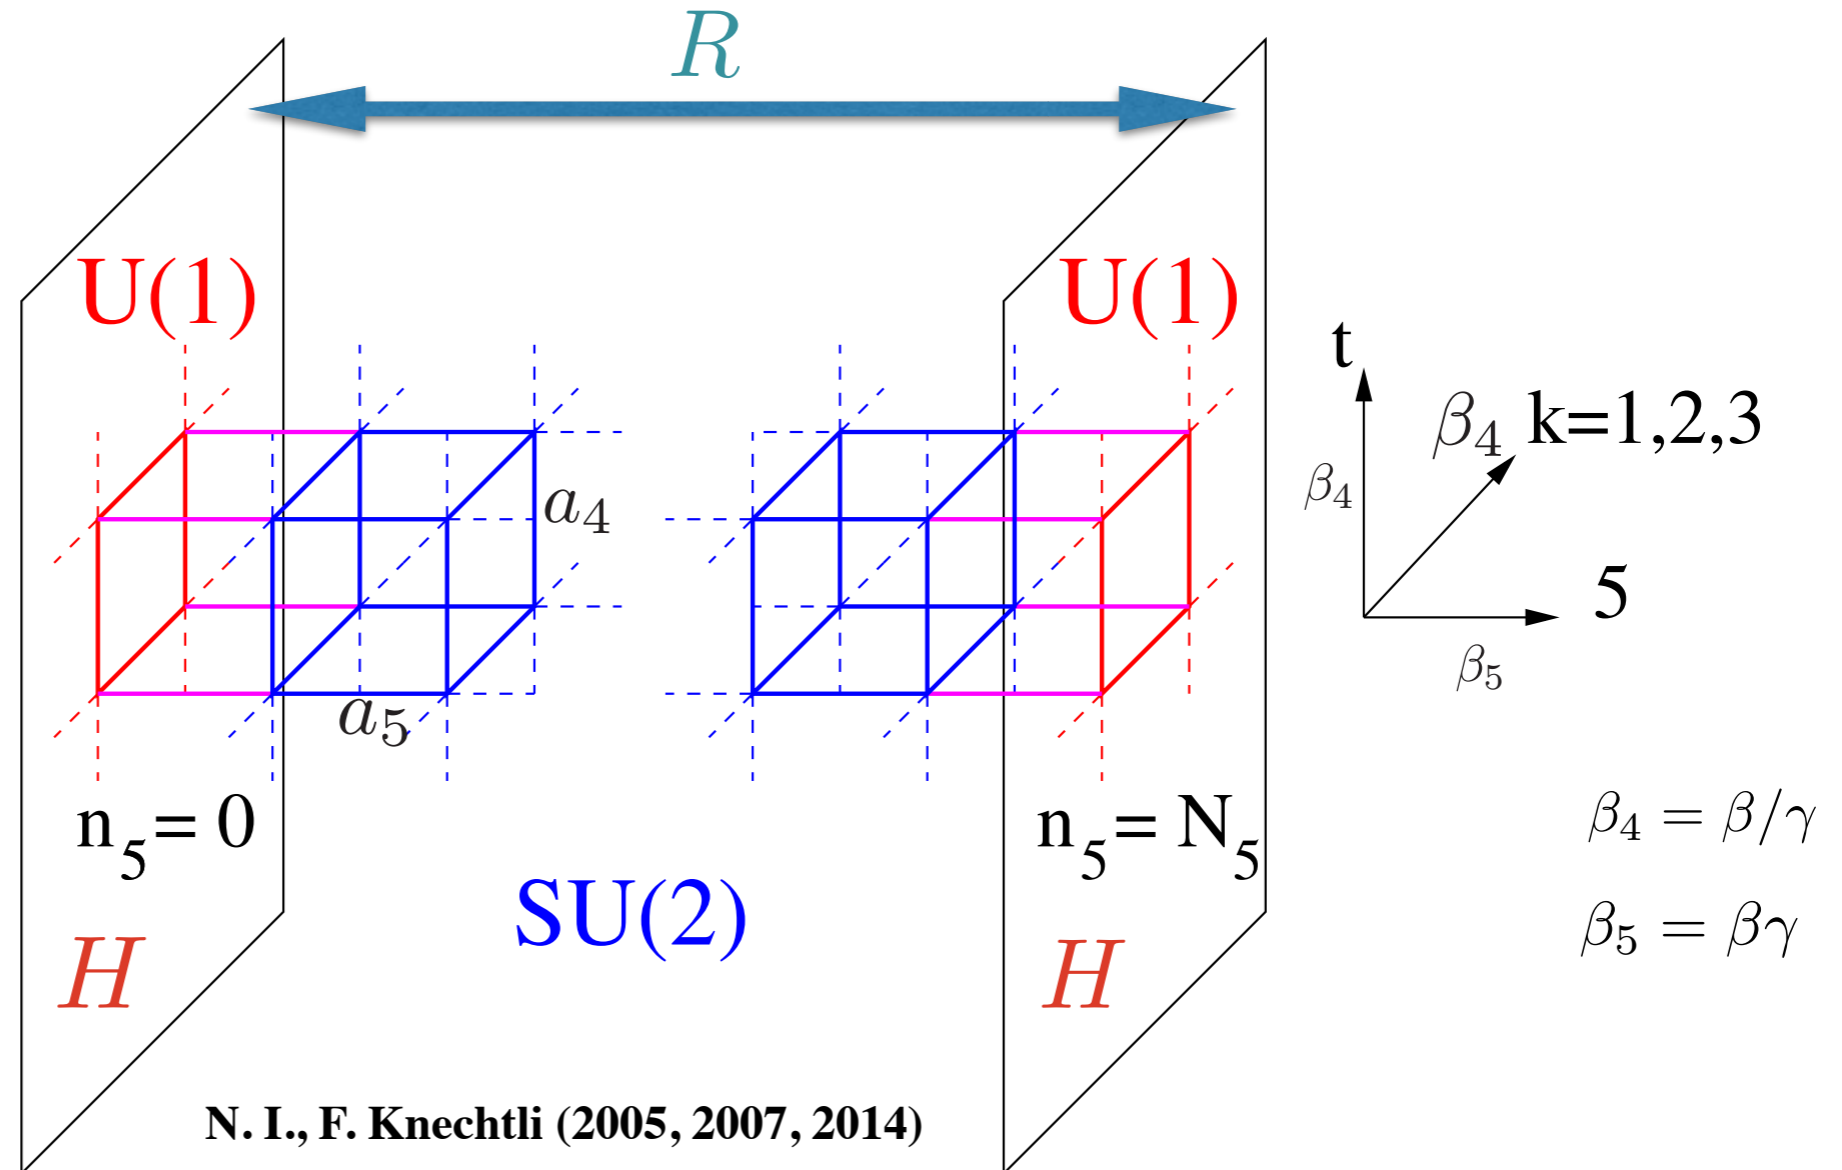 R
U(1) U(1)
t
β₄ k=1,2,3
β₄
a₄
5
β₅
a₅
n₅= 0 n₅= N₅
β₄ = β/γ
SU(2)
β₅ = βγ
H H
N. I., F. Knechtli (2005, 2007, 2014)